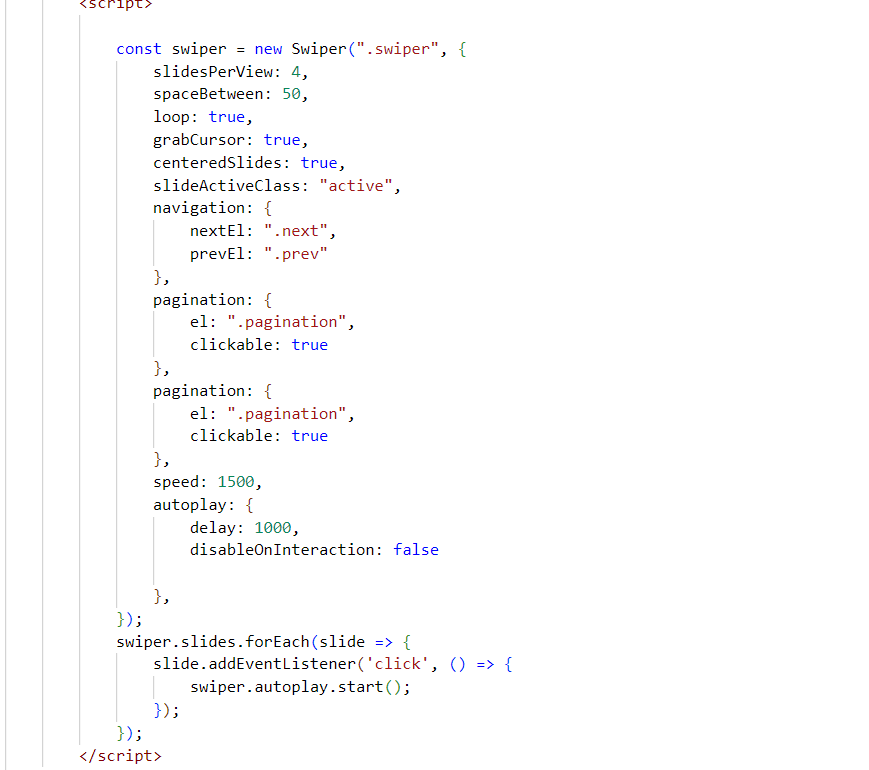 <script>
const swiper = new Swiper(".swiper", {
slidesPerView: 4,
spaceBetween: 50,
loop: true,
grabCursor: true,
centeredSlides: true,
slideActiveClass: "active",
navigation: {
nextEl: ".next",
prevEl: ".prev"
},
pagination: {
el: ".pagination",
clickable: true
},
pagination: {
el: ".pagination",
clickable: true
},
speed: 1500,
autoplay: {
delay: 1000,
disableOnInteraction: false
},
});
swiper.slides.forEach(slide => {
slide.addEventListener('click', () => {
swiper.autoplay.start();
});
});
</script>